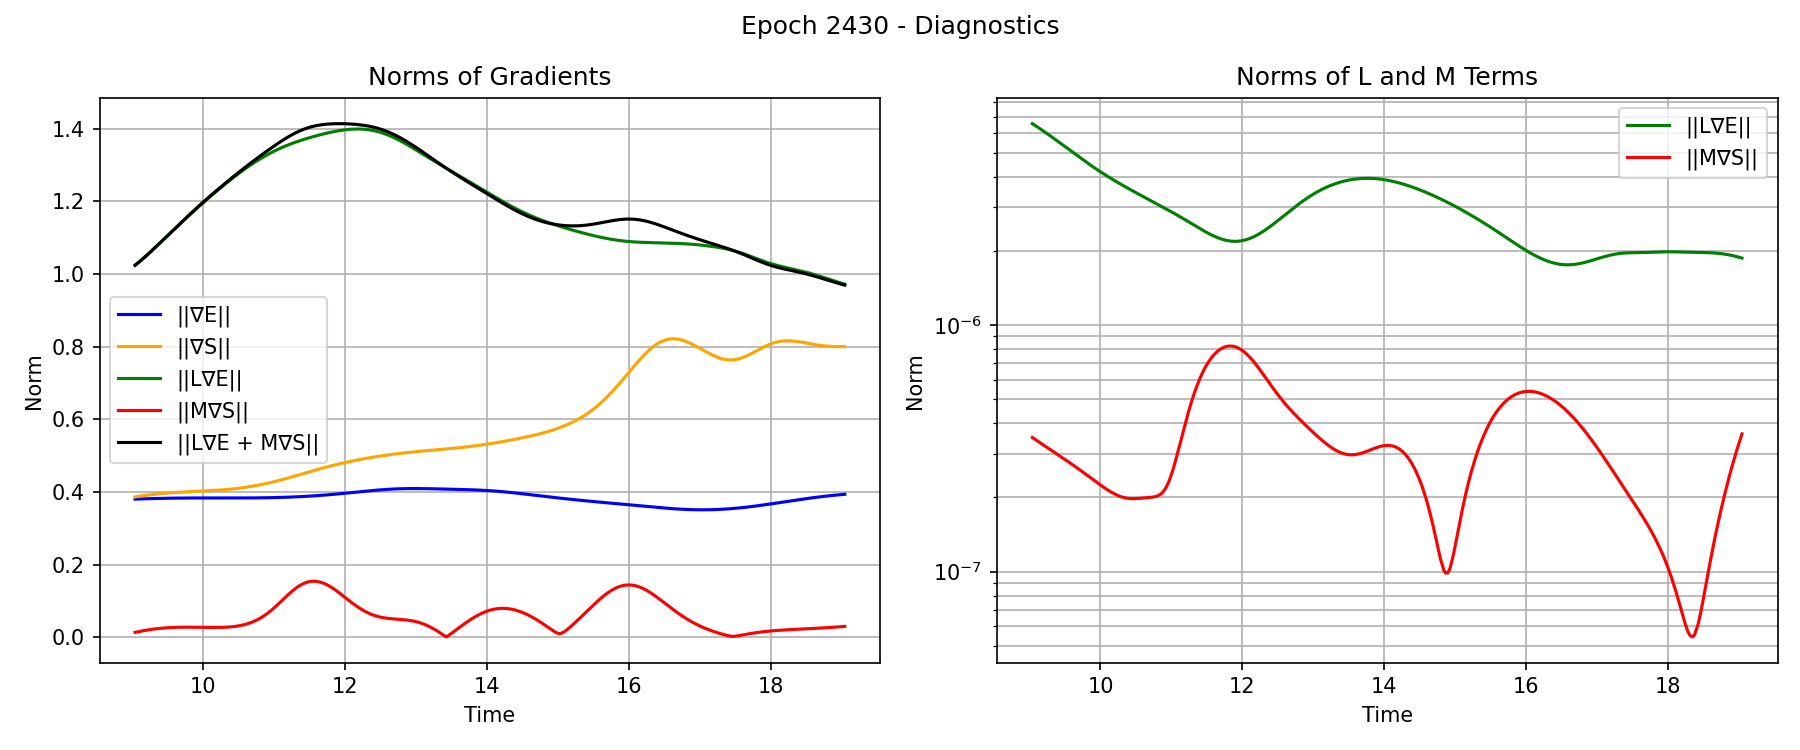 Epoch 2430 - Diagnostics
Norms of Gradients
Norm
1.4
1.2
1.0
0.8
0.6
0.4
0.2
0.0
||∇E||
||∇S||
||L∇E||
||M∇S||
||L∇E + M∇S||
10
12
14
16
18
Time
Norms of L and M Terms
Norm
10⁻⁶
10⁻⁷
||L∇E||
||M∇S||
10
12
14
16
18
Time